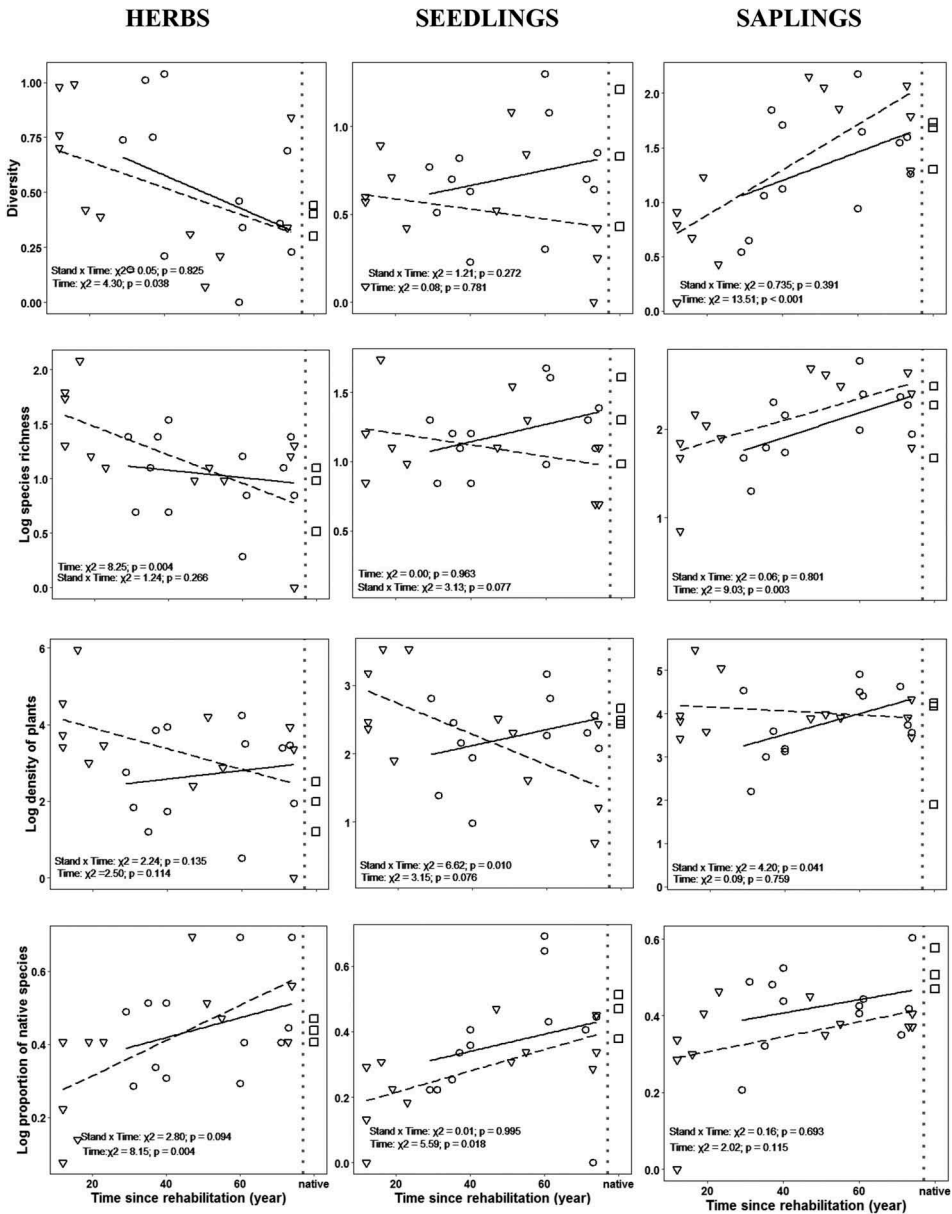 HERBS SEEDLINGS SAPLINGS
Diversity
1.00
0.75
0.50
0.25
0.00
Stand x Time: χ2 = 0.05; p = 0.825
Time: χ2 = 4.30; p = 0.038
20 40 60
1.0
0.5
0.0
Stand x Time: χ2 = 1.21; p = 0.272
Time: χ2 = 0.08; p = 0.781
20 40 60
2.0
1.5
1.0
0.5
0.0
Stand x Time: χ2 = 0.735; p = 0.391
Time: χ2 = 13.51; p < 0.001
Log species richness
2.0
1.5
1.0
0.5
0.0
Time: χ2 = 8.25; p = 0.004
Stand x Time: χ2 = 1.24; p = 0.266
1.5
1.0
0.5
Time: χ2 = 0.00; p = 0.963
Stand x Time: χ2 = 3.13; p = 0.077
2
1
Stand x Time: χ2 = 0.06; p = 0.801
Time: χ2 = 9.03; p = 0.003
Log density of plants
6
4
2
0
Stand x Time: χ2 = 2.24; p = 0.135
Time: χ2 =2.50; p = 0.114
3
2
1
Stand x Time: χ2 = 6.62; p = 0.010
Time: χ2 = 3.15; p = 0.076
5
4
3
2
1
0
Stand x Time: χ2 = 4.20; p = 0.041
Time: χ2 = 0.09; p = 0.759
Log proportion of native species
0.6
0.4
0.2
Stand x Time: χ2 = 2.80; p = 0.094
Time:χ2 = 8.15; p = 0.004
20 40 60 native
Time since rehabilitation (year)
0.6
0.4
0.2
0.0
Stand x Time: χ2 = 0.01; p = 0.995
Time: χ2 = 5.59; p = 0.018
20 40 60 native
Time since rehabilitation (year)
0.6
0.4
0.2
0.0
Stand x Time: χ2 = 0.16; p = 0.693
Time: χ2 = 2.02; p = 0.115
20 40 60 native
Time since rehabilitation (year)